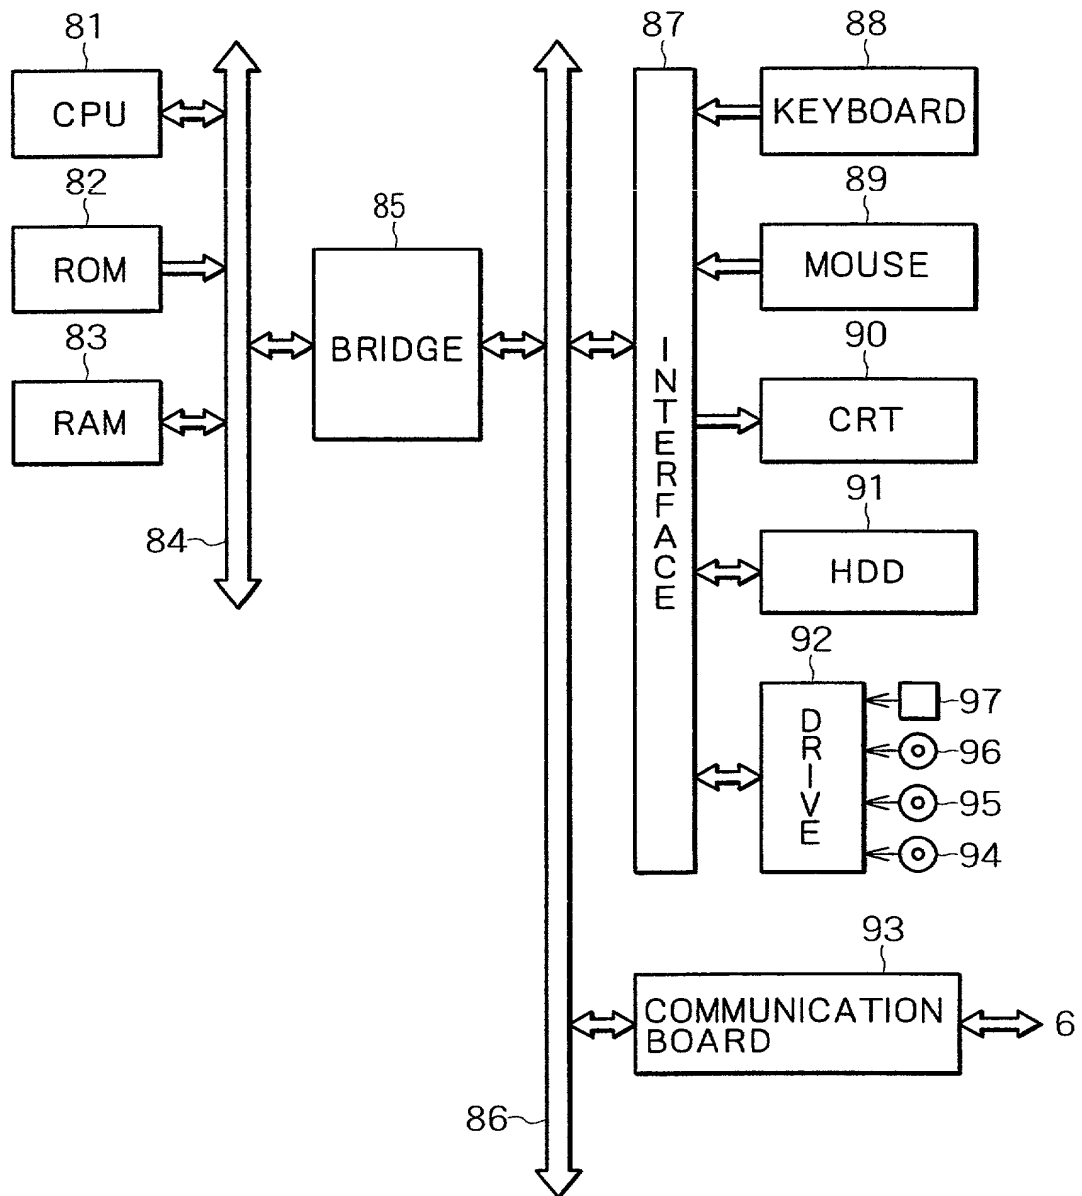 81
CPU
82
ROM
83
RAM
84
85
BRIDGE
86
87
INTERFACE
88
KEYBOARD
89
MOUSE
90
CRT
91
HDD
92
DRIVE
97
96
95
94
93
COMMUNICATION
BOARD
6